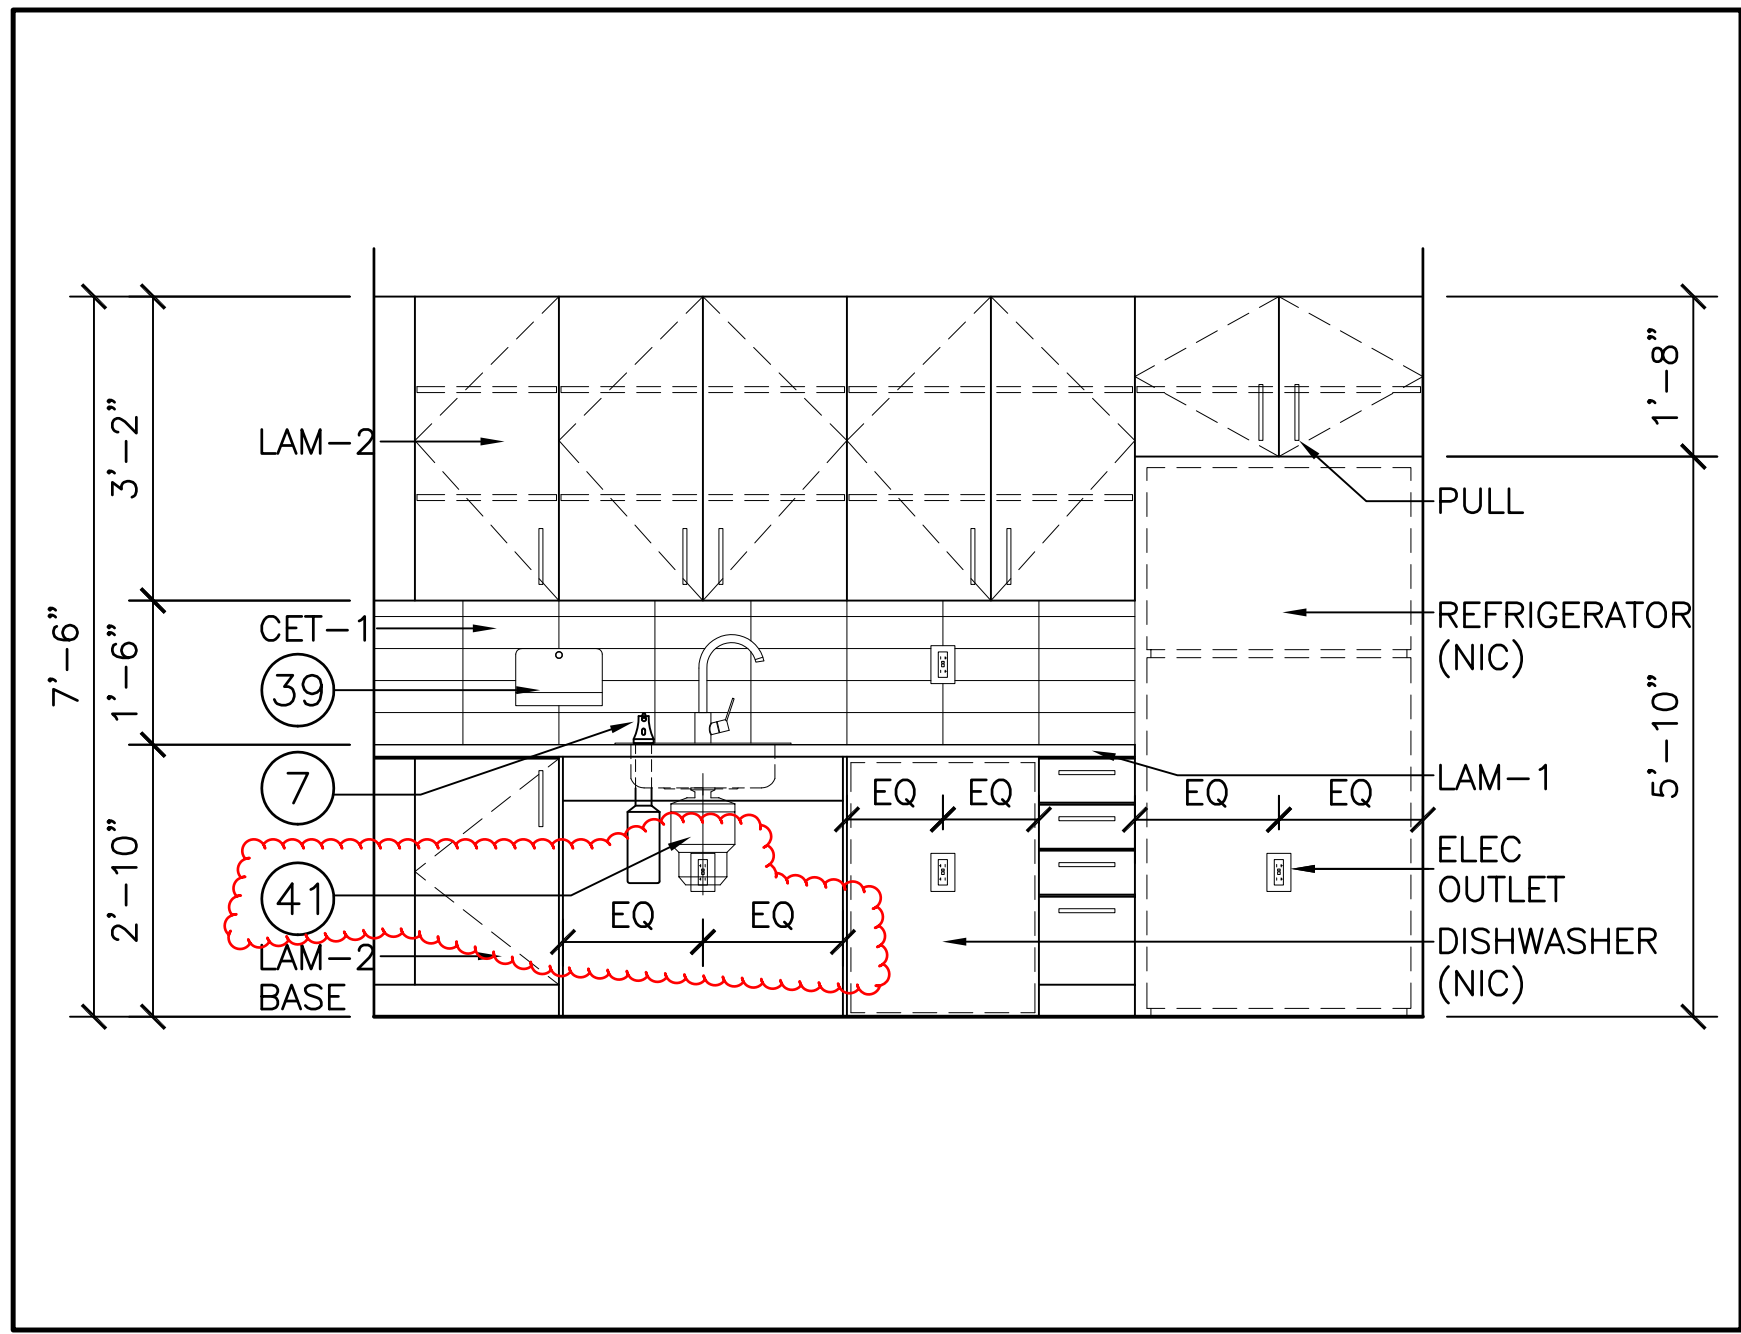 7'-6"
3'-2"
1'-6"
2'-10"
LAM-2
CET-1
39
7
41
LAM-2
BASE
EQ
EQ
EQ
EQ
EQ
EQ
1'-8"
5'-10"
PULL
REFRIGERATOR
(NIC)
LAM-1
ELEC
OUTLET
DISHWASHER
(NIC)